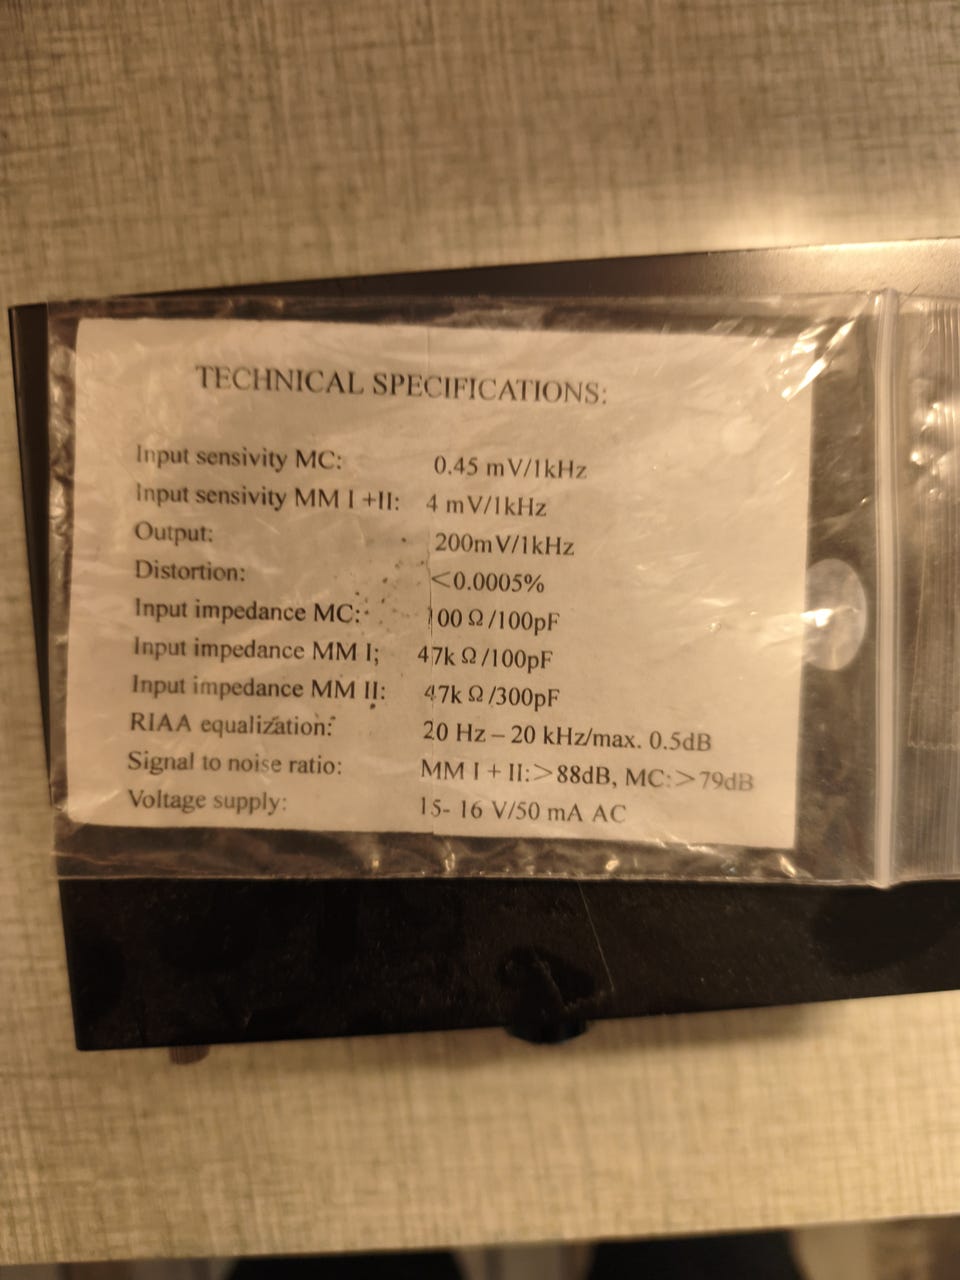 TECHNICAL SPECIFICATIONS:
Input sensivity MC: 0.45 mV/1kHz
Input sensivity MM I +II: 4 mV/1kHz
Output: 200mV/1kHz
Distortion: <0.0005%
Input impedance MC: 100 Ω/100pF
Input impedance MM I; 47k Ω/100pF
Input impedance MM II: 47k Ω/300pF
RIAA equalization: 20 Hz – 20 kHz/max. 0.5dB
Signal to noise ratio: MM I + II:>88dB, MC:>79dB
Voltage supply: 15- 16 V/50 mA AC